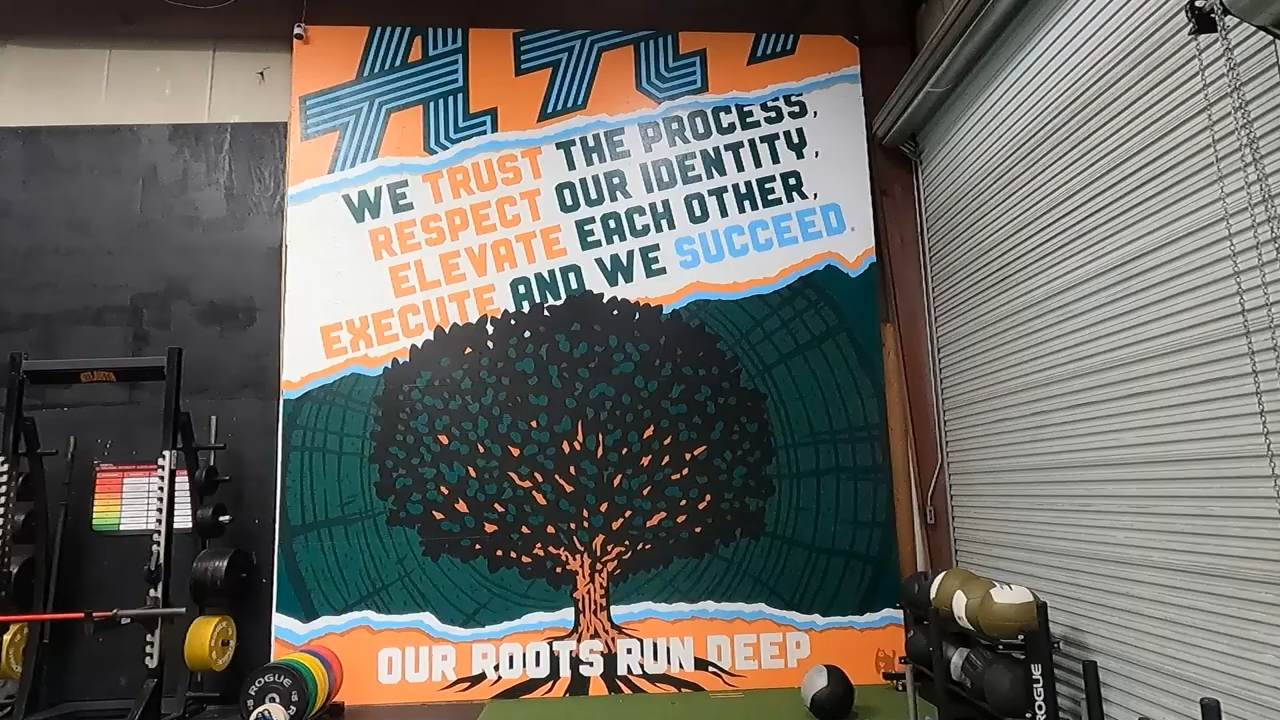 WE TRUST THE PROCESS,
RESPECT OUR IDENTITY,
ELEVATE EACH OTHER,
EXECUTE AND WE SUCCEED.
OUR ROOTS RUN DEEP
ROGUE
ROGUE